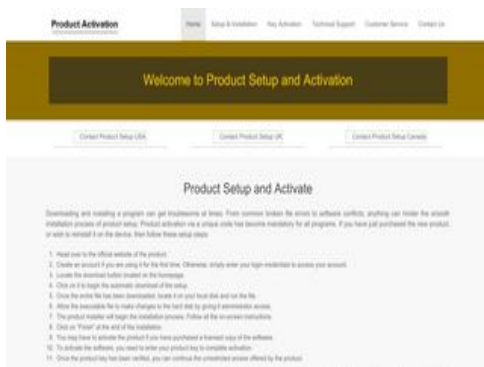 Product Activation
Home Setup & Installation Key Activation Technical Support Customer Service Contact Us
Welcome to Product Setup and Activation
Contact Product Setup USA Contact Product Setup UK Contact Product Setup Canada
Product Setup and Activate
Downloading and installing a program can get troublesome at times. From common broken file errors to software conflicts, anything can hinder the smooth
installation process of product setup. Product activation via a unique code has become mandatory for all programs. If you have just purchased the new product,
or wish to reinstall it on the device, then follow these setup steps:
1. Head over to the official website of the product.
2. Create an account if you are using it for the first time. Otherwise, simply enter your login credentials to access your account.
3. Locate the download button located on the homepage.
4. Click on it to begin the automatic download of the setup.
5. Once the entire file has been downloaded, locate it on your local disk and run the file.
6. Allow the executable file to make changes to the hard disk by giving it administrator access.
7. The product installer will begin the installation process. Follow all the on-screen instructions.
8. Click on "Finish" at the end of the installation.
9. You may have to activate the product if you have purchased a licensed copy of the software.
10. To activate the software, you need to enter your product key to complete activation.
11. Once the product key has been verified, you can continue the unrestricted access offered by the product.